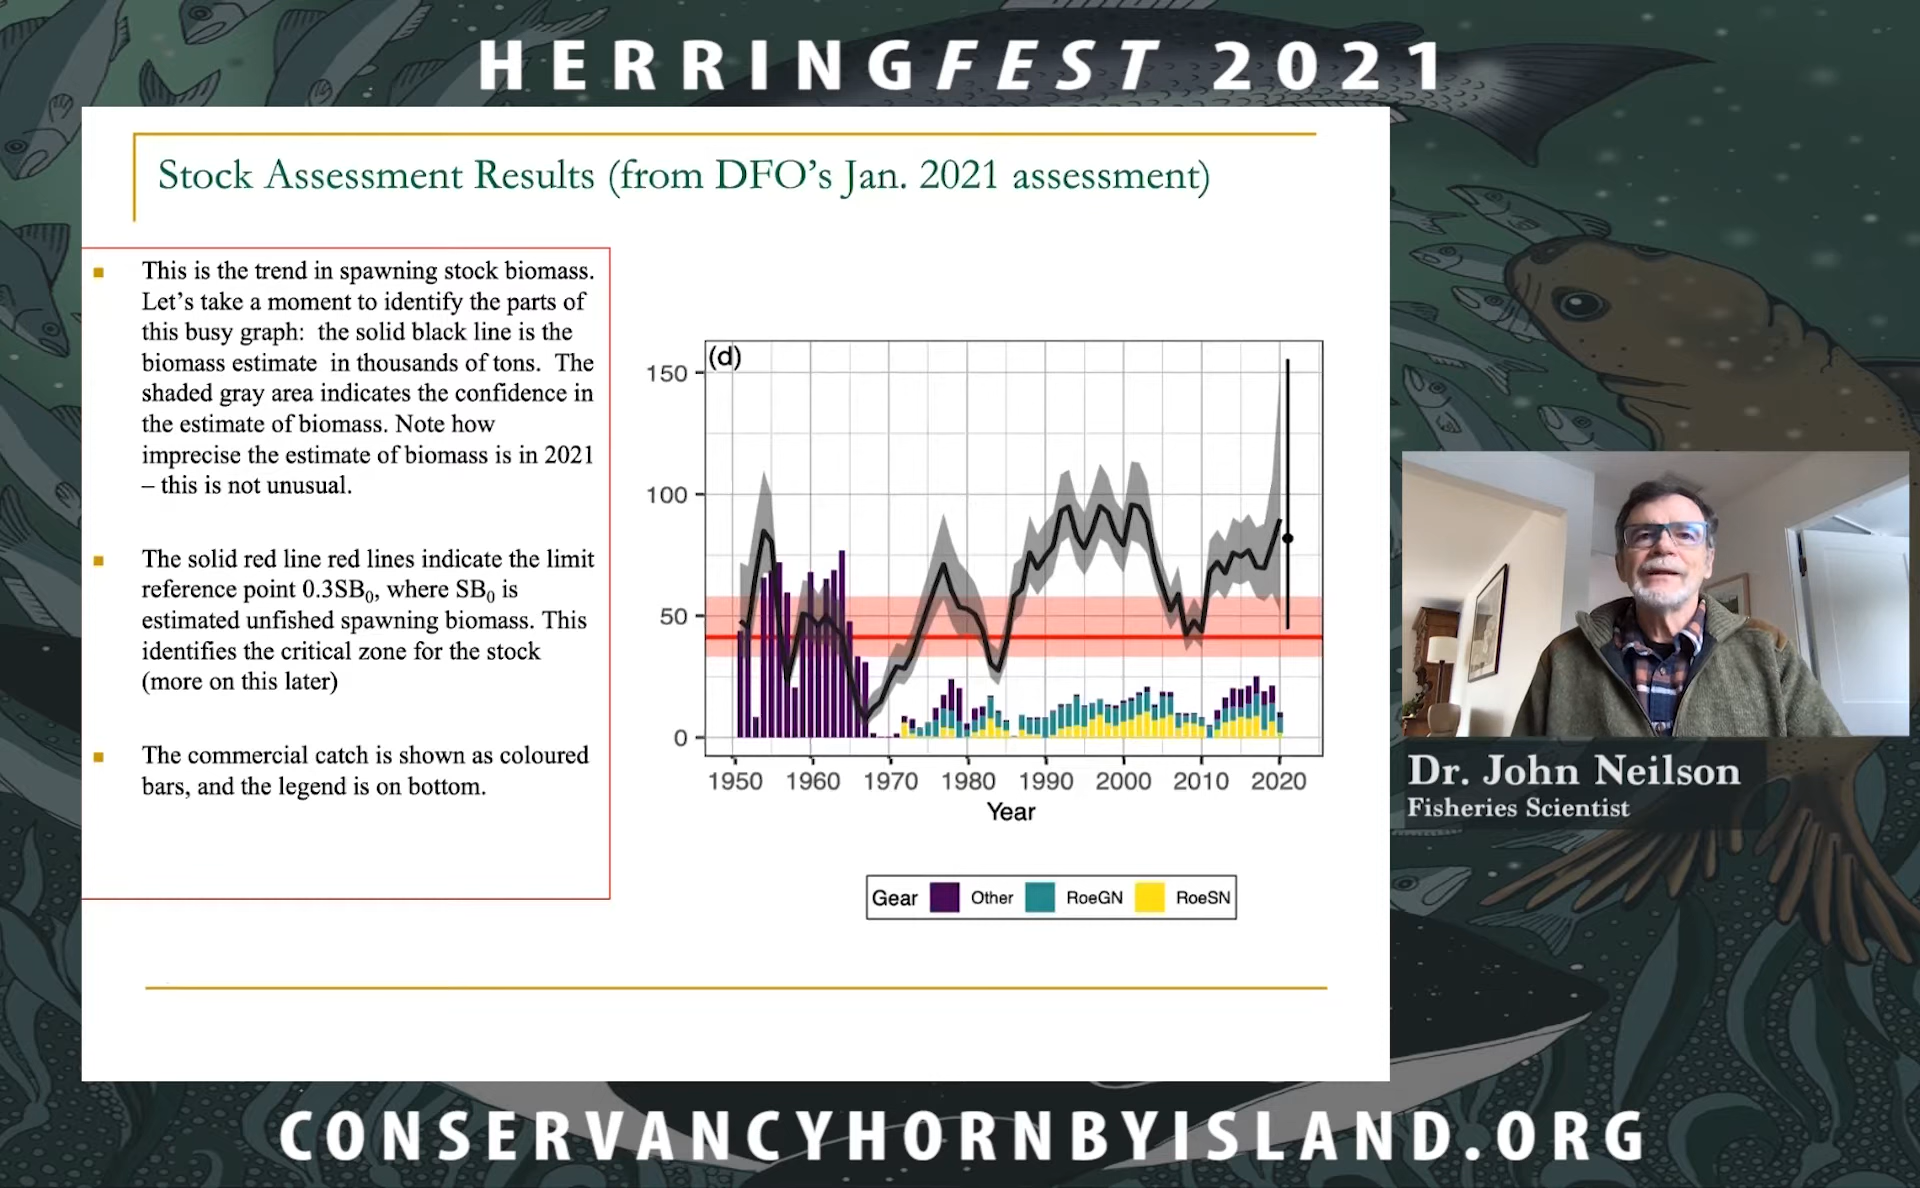 HERRINGFEST 2021
Stock Assessment Results (from DFO's Jan. 2021 assessment)
This is the trend in spawning stock biomass.
Let's take a moment to identify the parts of
this busy graph: the solid black line is the
biomass estimate in thousands of tons. The
shaded gray area indicates the confidence in
the estimate of biomass. Note how
imprecise the estimate of biomass is in 2021
– this is not unusual.
The solid red line red lines indicate the limit
reference point 0.3SB₀, where SB₀ is
estimated unfished spawning biomass. This
identifies the critical zone for the stock
(more on this later)
The commercial catch is shown as coloured
bars, and the legend is on bottom.
(d)
150
100
50
0
1950 1960 1970 1980 1990 2000 2010 2020
Year
Gear Other RoeGN RoeSN
Dr. John Neilson
Fisheries Scientist
CONSERVANCYHORNBYISLAND.ORG